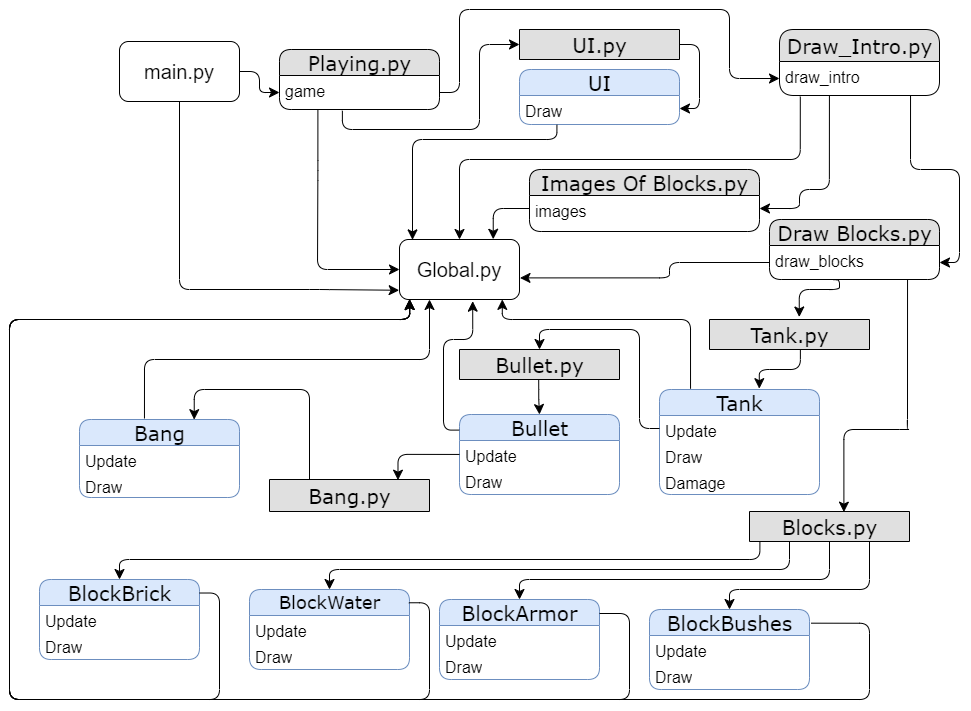 main.py
Playing.py
game
UI.py
UI
Draw
Draw_Intro.py
draw_intro
Images Of Blocks.py
images
Draw Blocks.py
draw_blocks
Global.py
Tank.py
Tank
Update
Draw
Damage
Bullet.py
Bullet
Update
Draw
Bang
Update
Draw
Bang.py
Blocks.py
BlockBrick
Update
Draw
BlockWater
Update
Draw
BlockArmor
Update
Draw
BlockBushes
Update
Draw